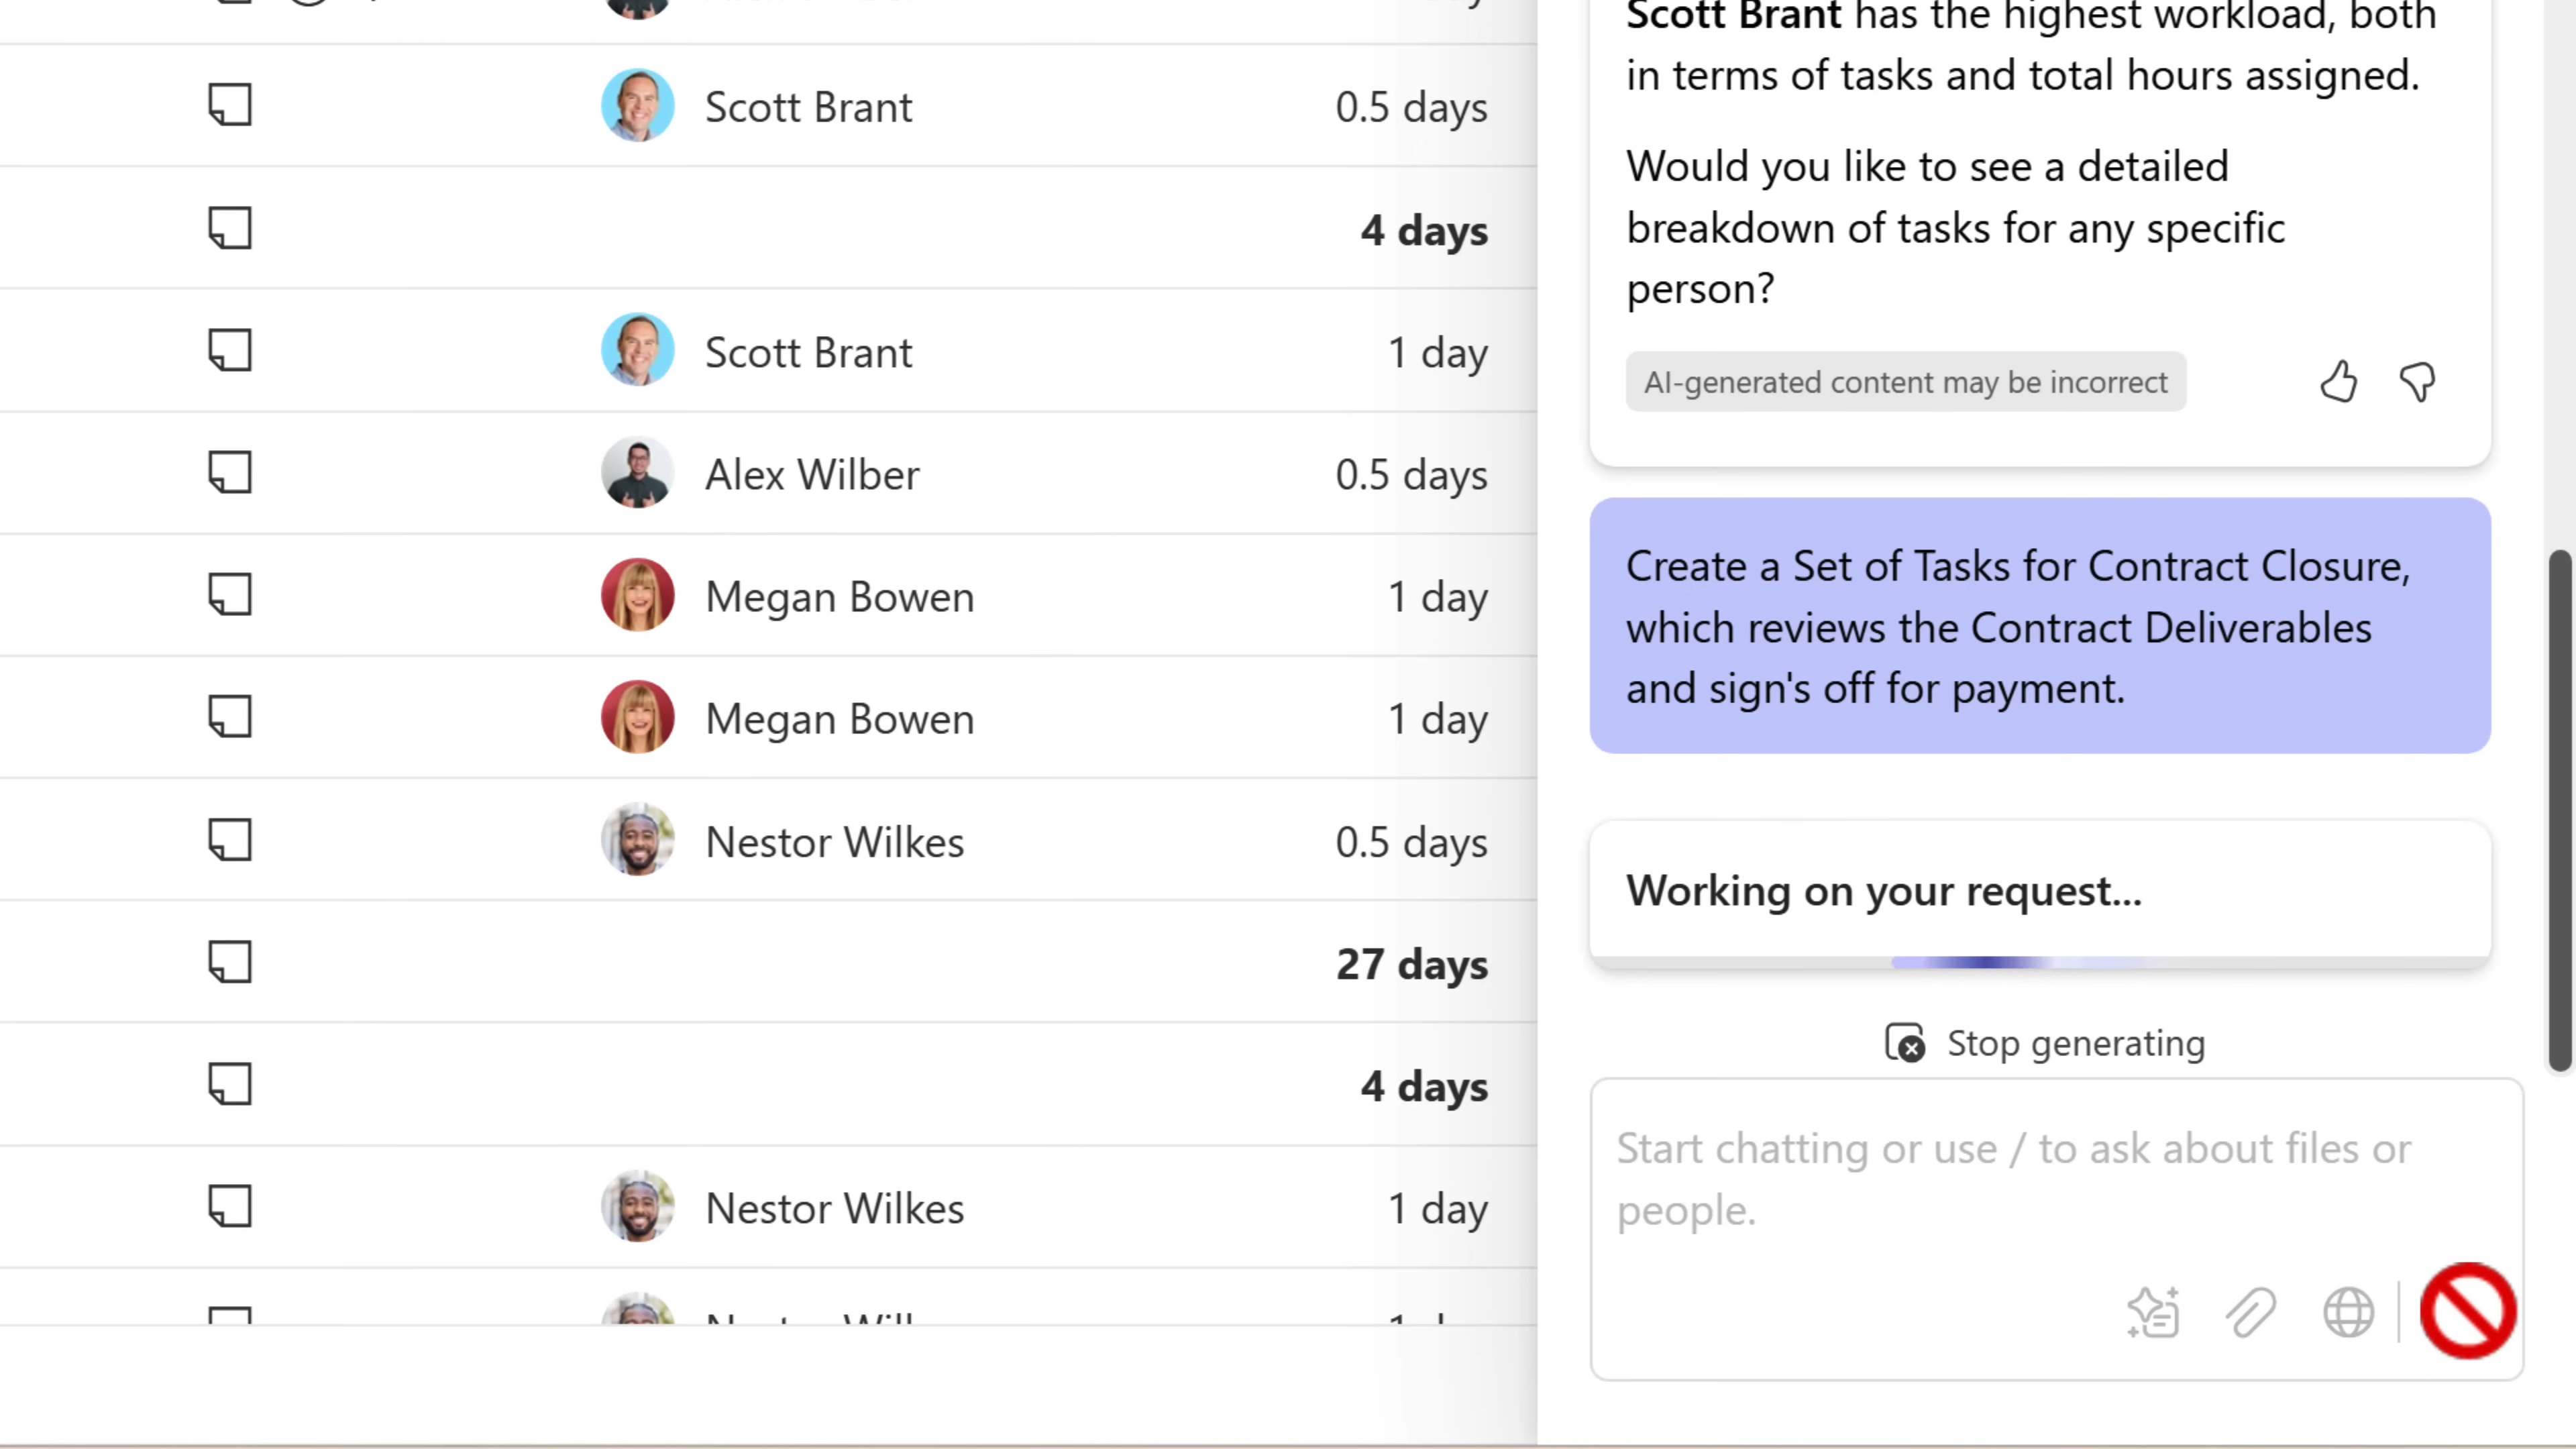 Scott Brant 0.5 days
4 days
Scott Brant 1 day
Alex Wilber 0.5 days
Megan Bowen 1 day
Megan Bowen 1 day
Nestor Wilkes 0.5 days
27 days
4 days
Nestor Wilkes 1 day
Scott Brant has the highest workload, both
in terms of tasks and total hours assigned.
Would you like to see a detailed
breakdown of tasks for any specific
person?
AI-generated content may be incorrect
Create a Set of Tasks for Contract Closure,
which reviews the Contract Deliverables
and sign's off for payment.
Working on your request...
Stop generating
Start chatting or use / to ask about files or
people.